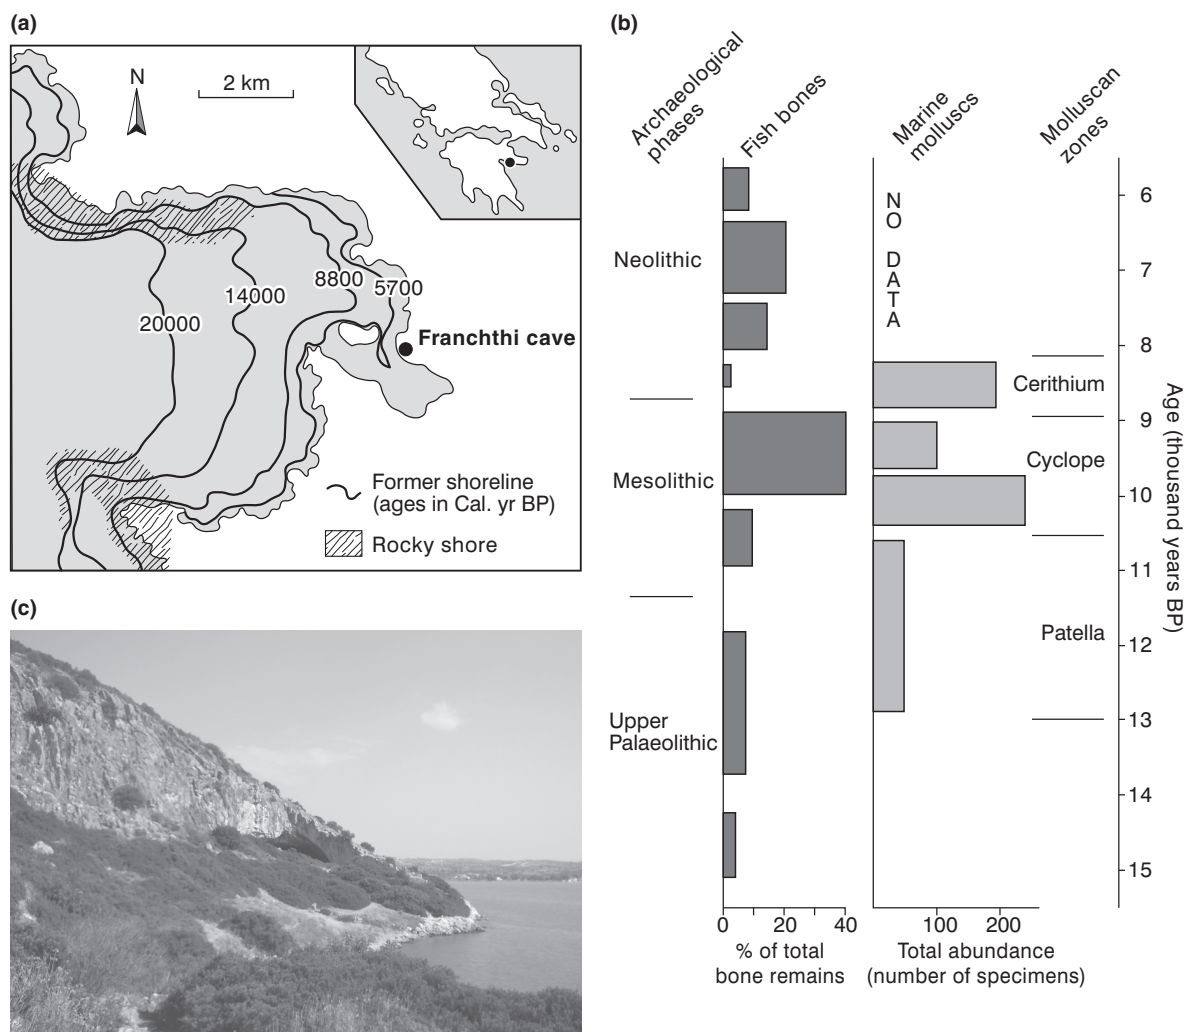 (a)
N
2 km
20000
14000
8800
5700
Franchthi cave
Former shoreline
(ages in Cal. yr BP)
Rocky shore
(b)
Archaeological
phases
Fish bones
Marine
molluscs
Molluscan
zones
Neolithic
Mesolithic
Upper
Palaeolithic
NO DATA
Cerithium
Cyclope
Patella
6
7
8
9
10
11
12
13
14
15
Age (thousand years BP)
0
20
40
% of total
bone remains
100
200
Total abundance
(number of specimens)
(c)